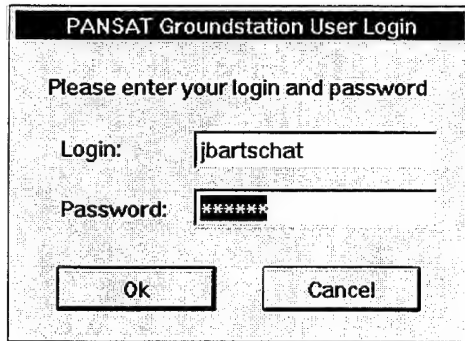 PANSAT Groundstation User Login
Please enter your login and password
Login: jbartschat
Password: ******
Ok Cancel